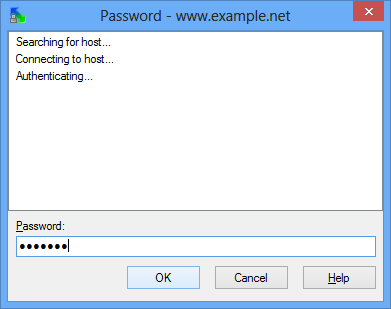 Password - www.example.net
Searching for host...
Connecting to host...
Authenticating...
Password:
●●●●●●●
OK Cancel Help